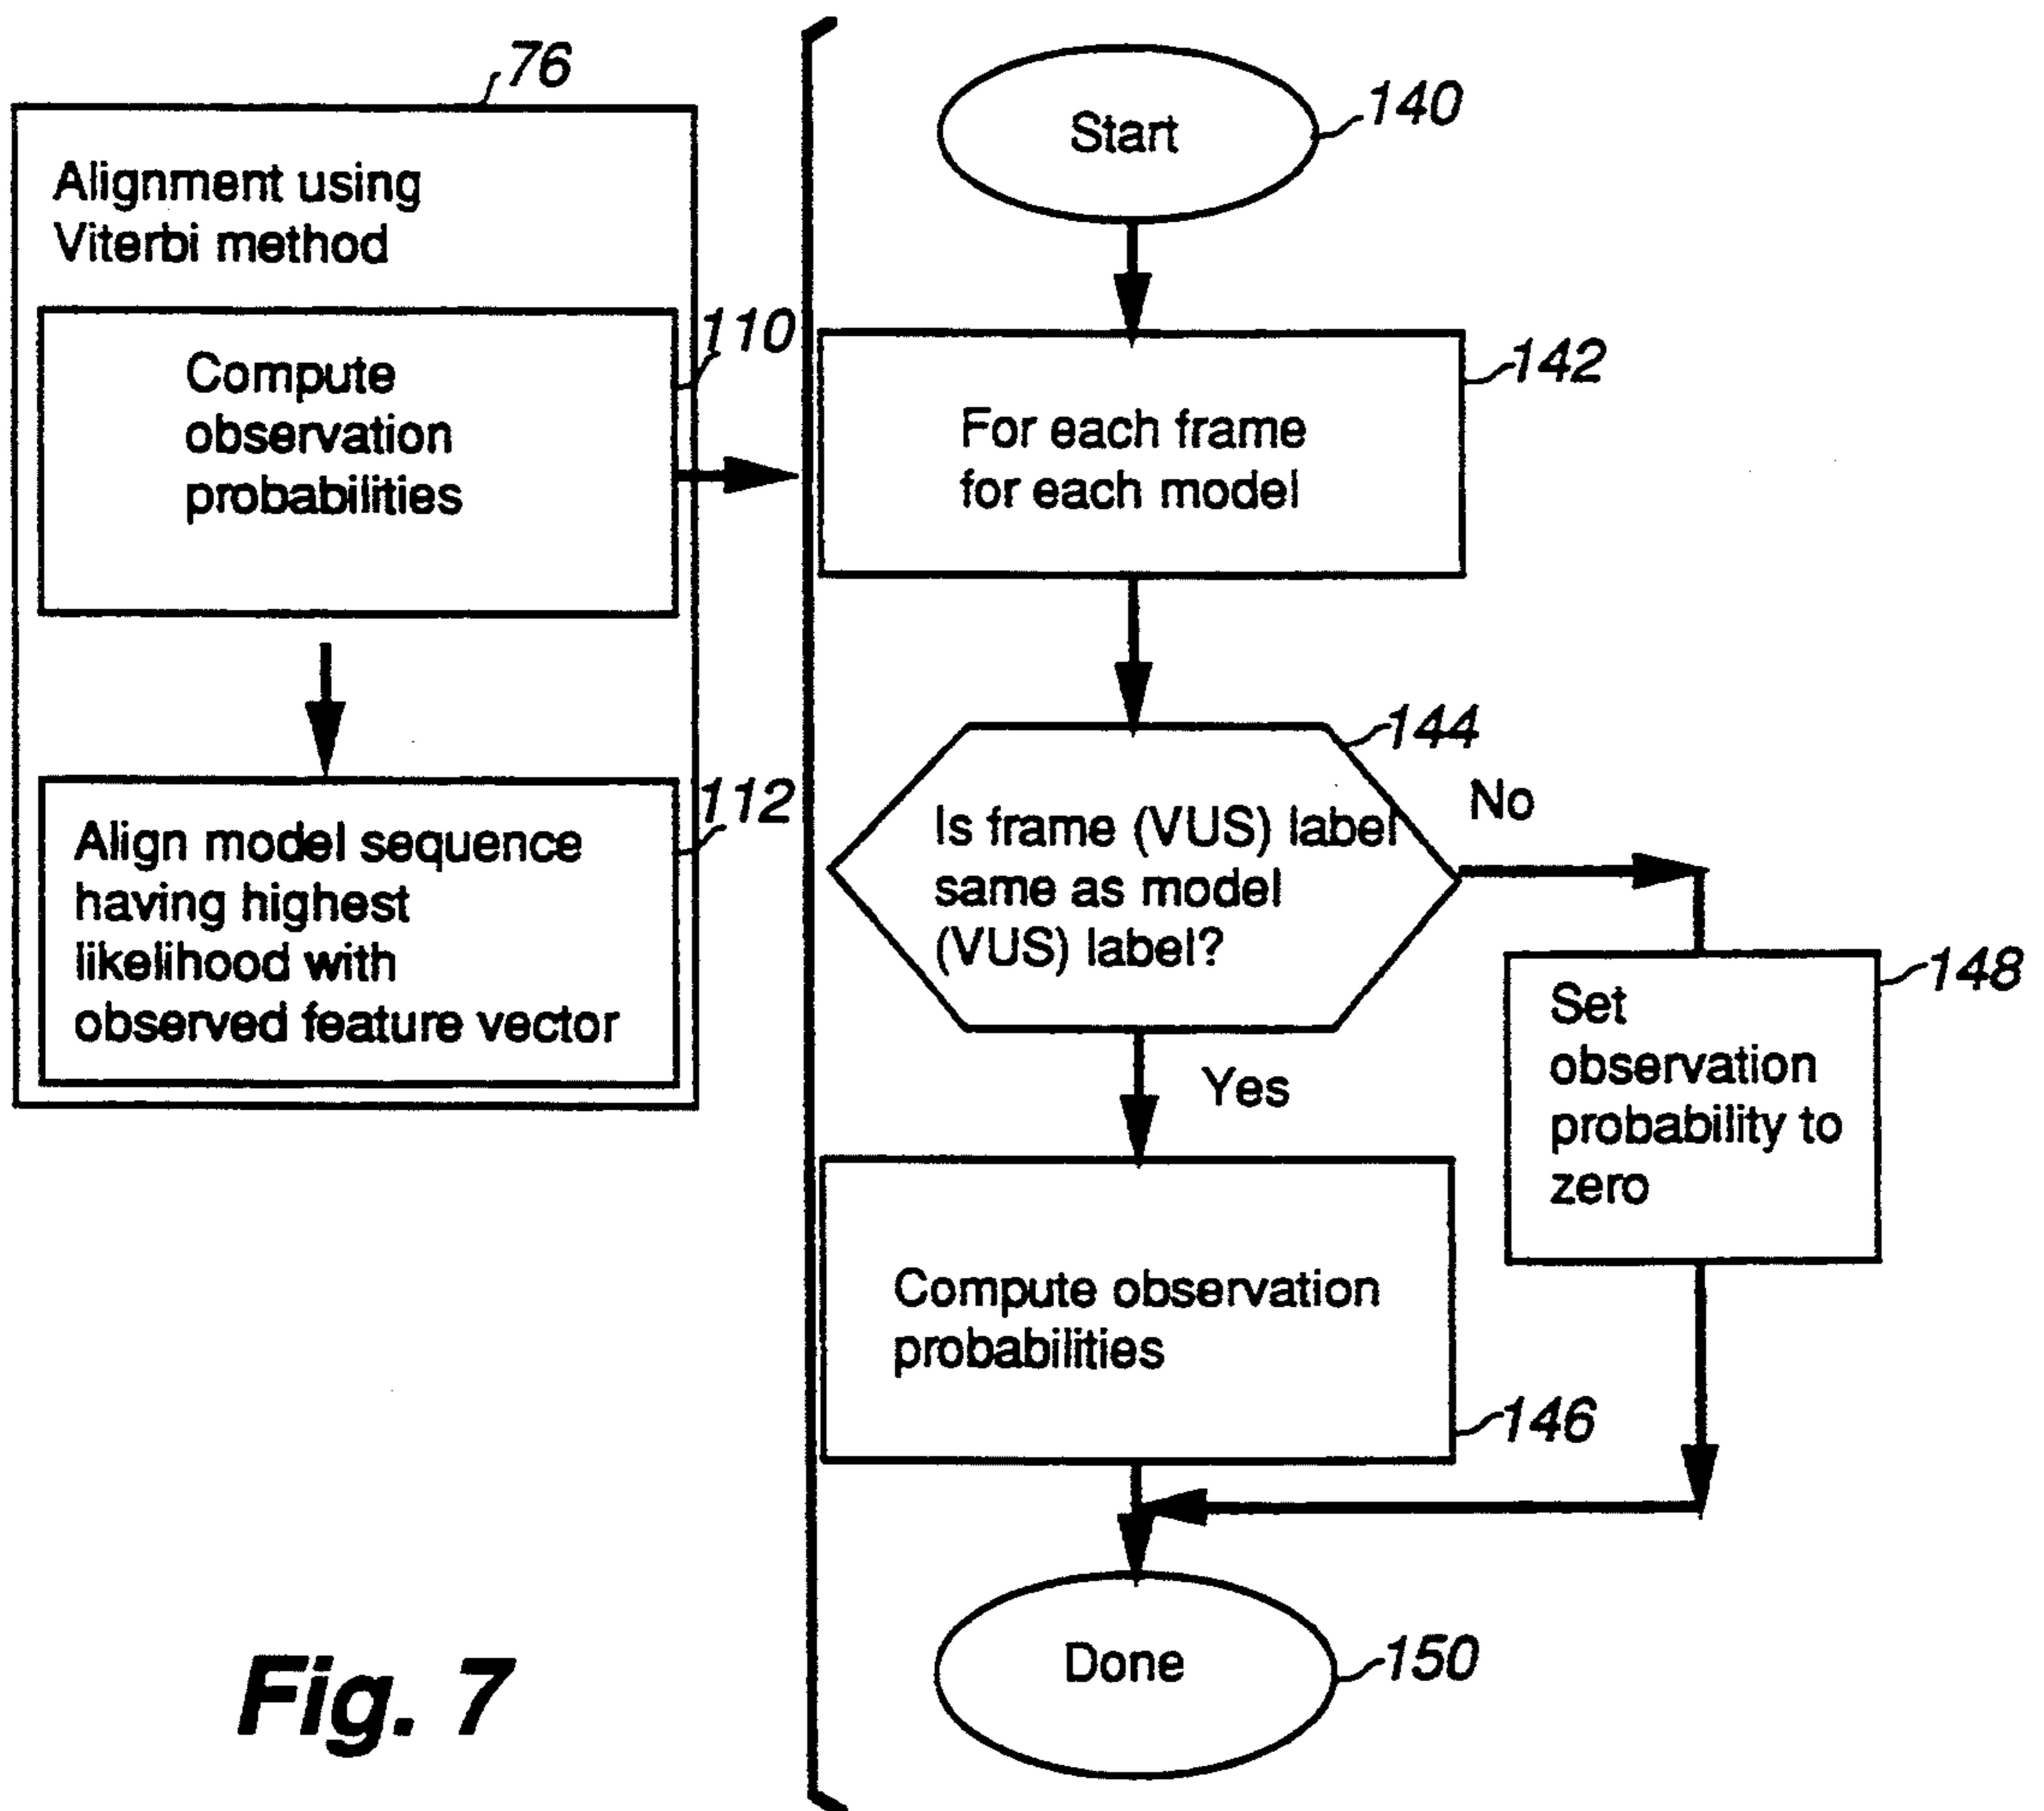 76
Alignment using
Viterbi method
110
Compute
observation
probabilities
112
Align model sequence
having highest
likelihood with
observed feature vector
Start
140
142
For each frame
for each model
144
Is frame (VUS) label
same as model
(VUS) label?
No
148
Set
observation
probability to
zero
Yes
Compute observation
probabilities
146
Done
150
Fig. 7